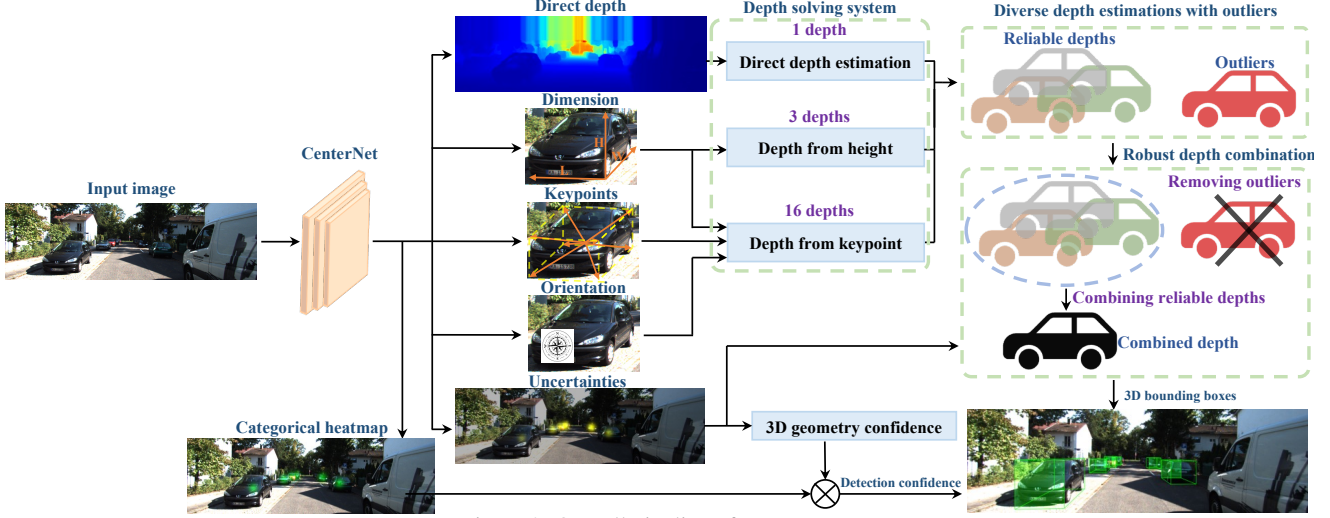 Direct depth
Depth solving system
Diverse depth estimations with outliers
1 depth
Reliable depths
Direct depth estimation
Outliers
Dimension
3 depths
H
L
CenterNet
Depth from height
Robust depth combination
Input image
Keypoints
Removing outliers
16 depths
Depth from keypoint
Orientation
Combining reliable depths
Combined depth
Uncertainties
3D bounding boxes
Categorical heatmap
3D geometry confidence
Detection confidence